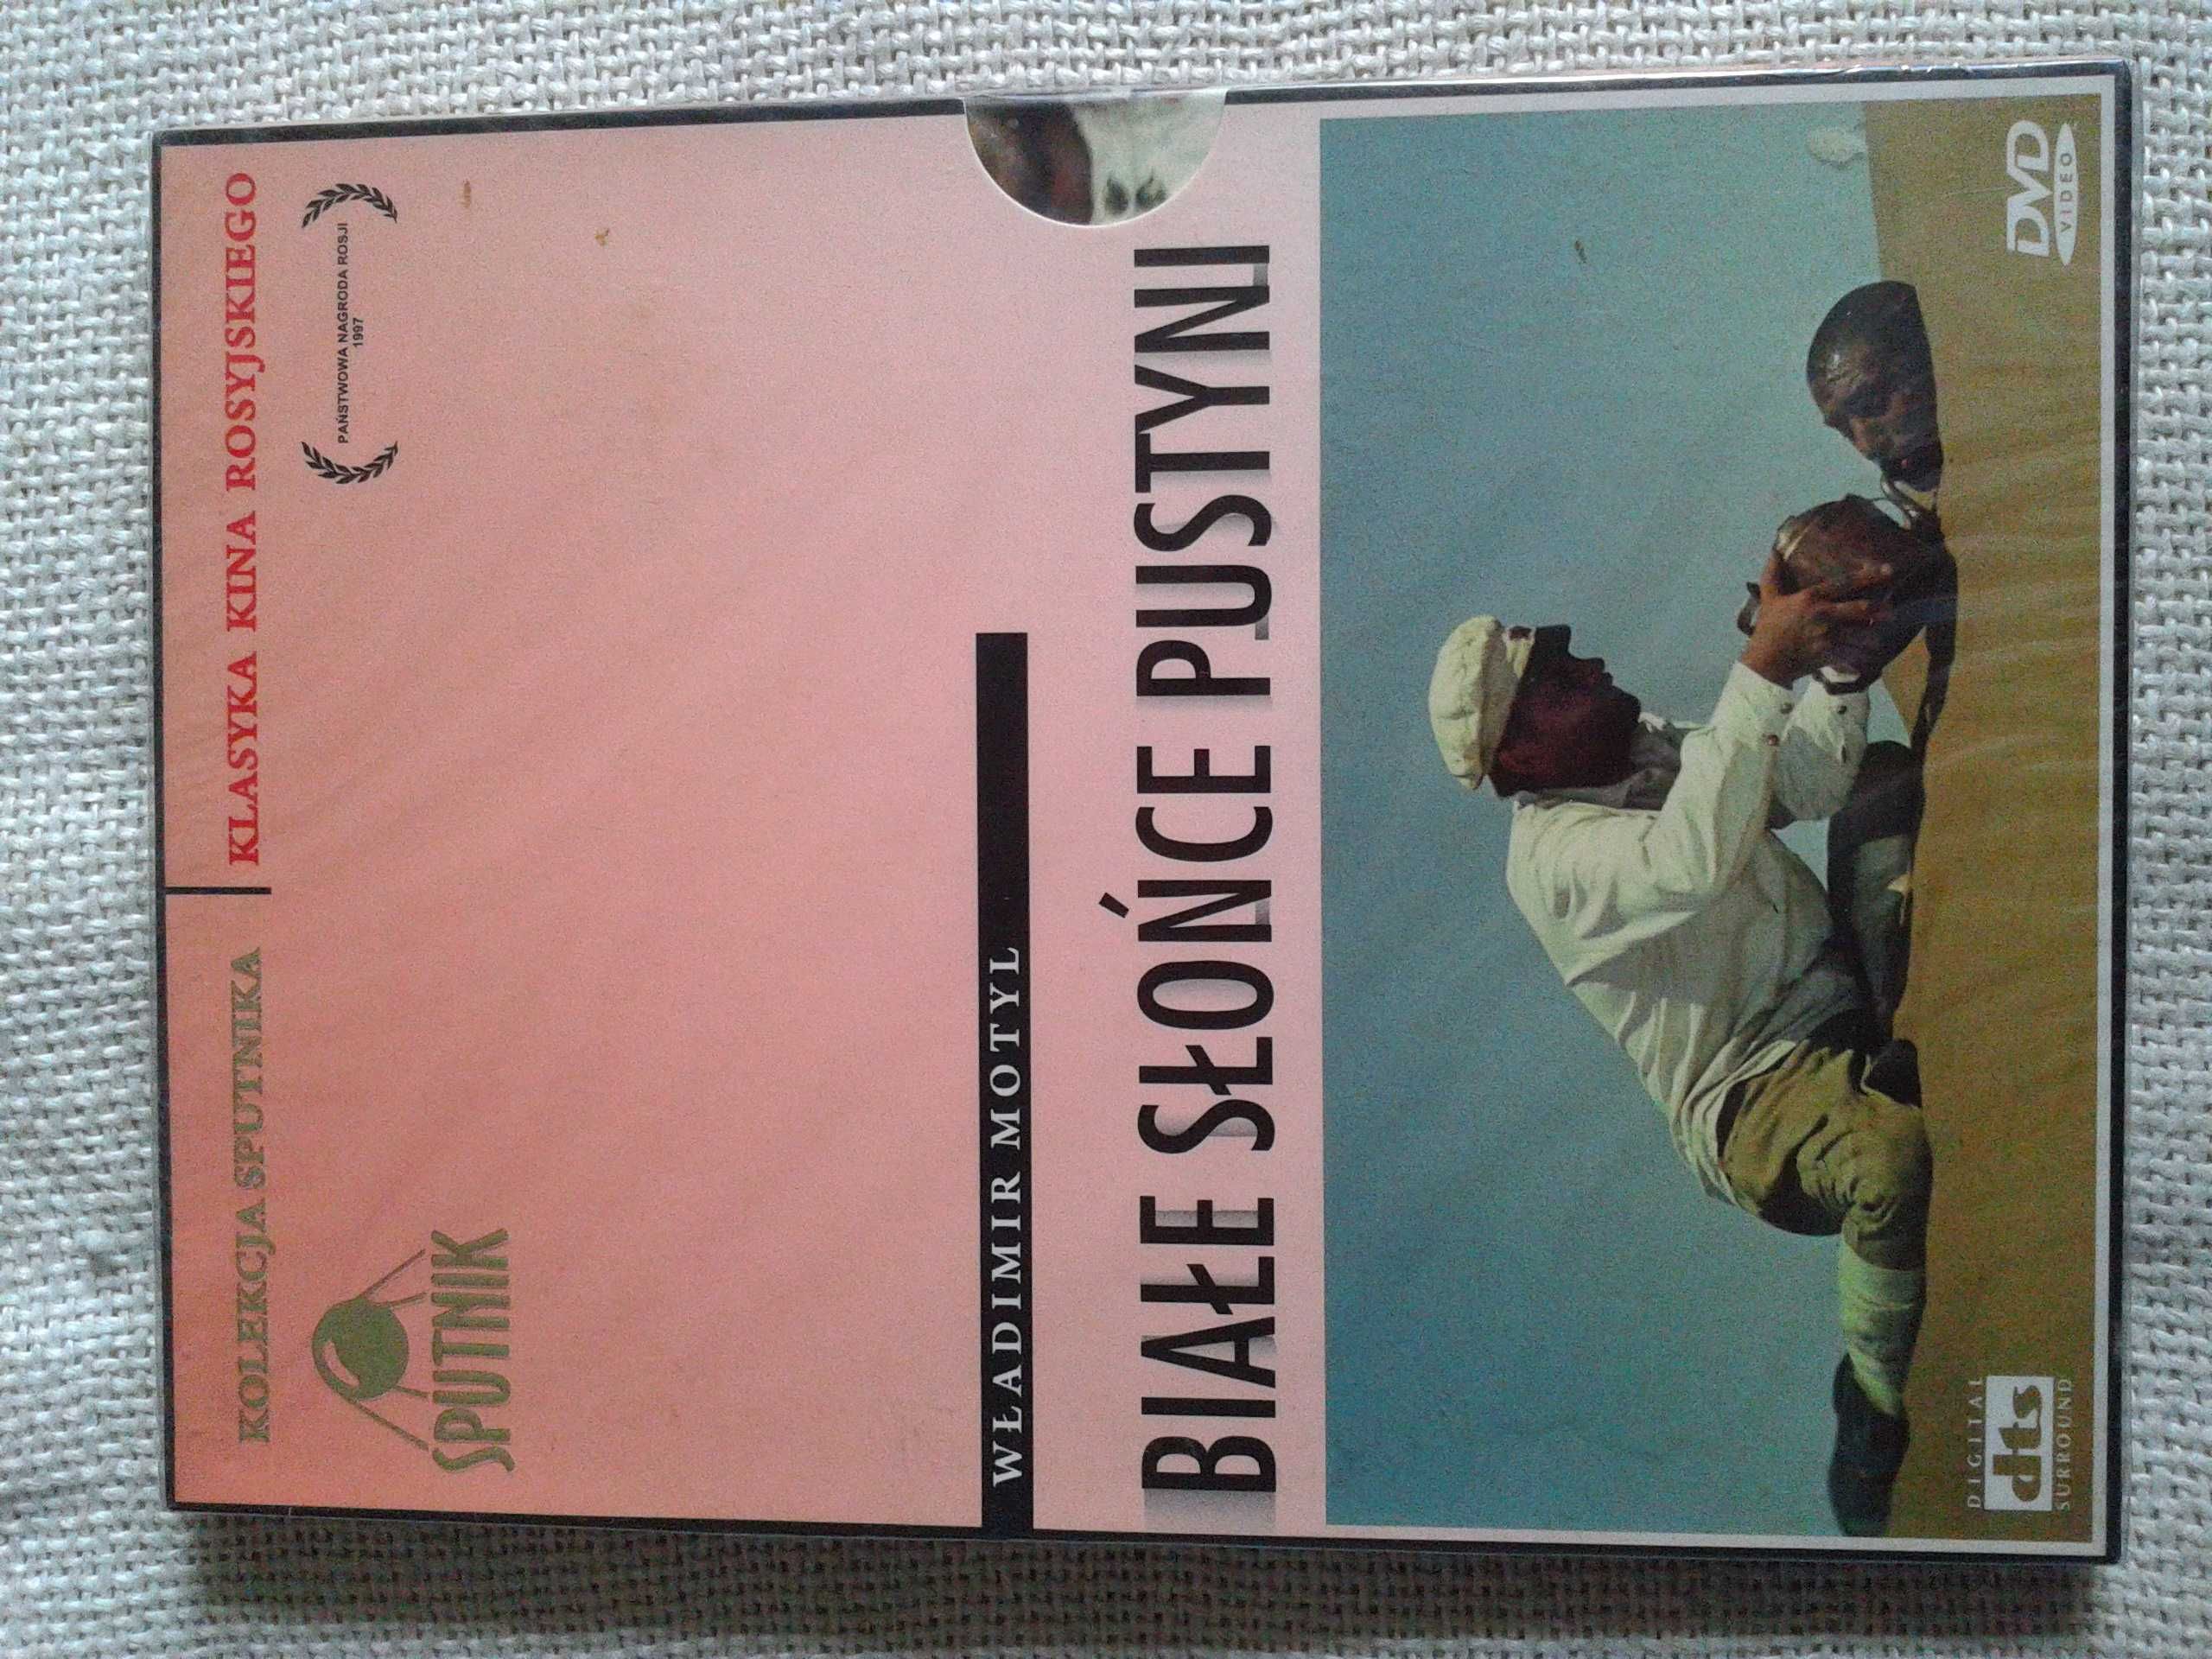 KOLEKCJA SPUTNIKA
KLASYKA KINA ROSYJSKIEGO
SPUTNIK
PAŃSTWOWA NAGRODA ROSJI
1997
WŁADIMIR MOTYL
BIAŁE SŁOŃCE PUSTYNI
DIGITAL
dts
SURROUND
DVD
VIDEO